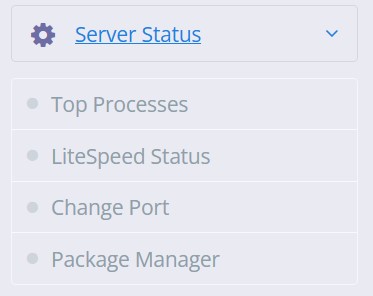 Server Status
Top Processes
LiteSpeed Status
Change Port
Package Manager